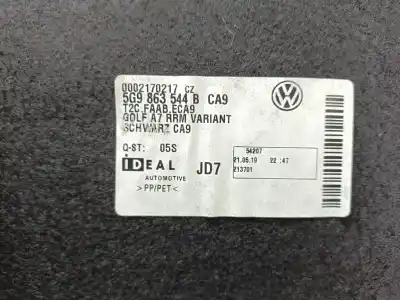 0002170217 CZ
5G9 863 544 B CA9
T2C.FAAB.ECA9
GOLF A7 RRM VARIANT
SCHWARZ CA9
Q-ST: 05S
IDEAL
AUTOMOTIVE
>PP/PET<
JD7
54207
21.05.19 22:47
213701